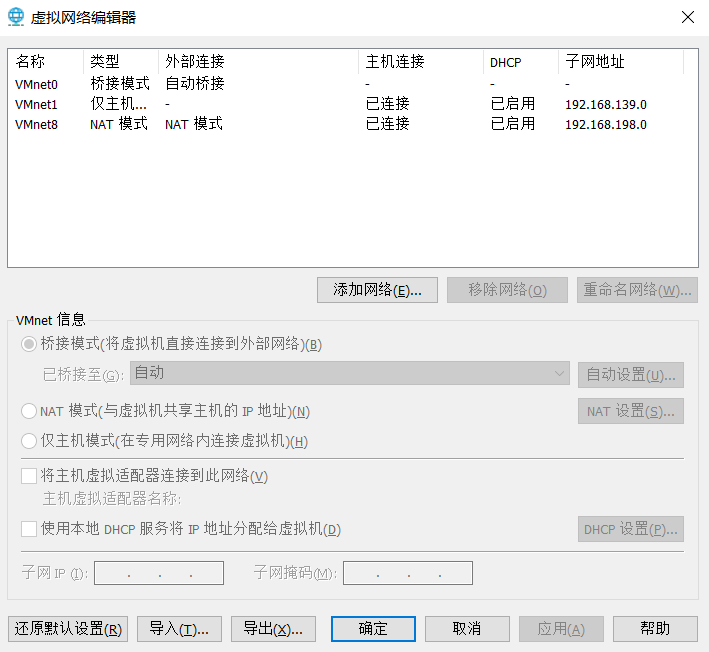 虚拟网络编辑器
名称 类型 外部连接 主机连接 DHCP 子网地址
VMnet0 桥接模式 自动桥接 - - -
VMnet1 仅主机... - 已连接 已启用 192.168.139.0
VMnet8 NAT 模式 NAT 模式 已连接 已启用 192.168.198.0
添加网络(E)... 移除网络(O) 重命名网络(W)...
VMnet 信息
桥接模式(将虚拟机直接连接到外部网络)(B)
已桥接至(G): 自动 自动设置(U)...
NAT 模式(与虚拟机共享主机的 IP 地址)(N) NAT 设置(S)...
仅主机模式(在专用网络内连接虚拟机)(H)
将主机虚拟适配器连接到此网络(V)
主机虚拟适配器名称:
使用本地 DHCP 服务将 IP 地址分配给虚拟机(D) DHCP 设置(P)...
子网 IP (I): . . . 子网掩码(M): . . .
还原默认设置(R) 导入(T)... 导出(X)... 确定 取消 应用(A) 帮助